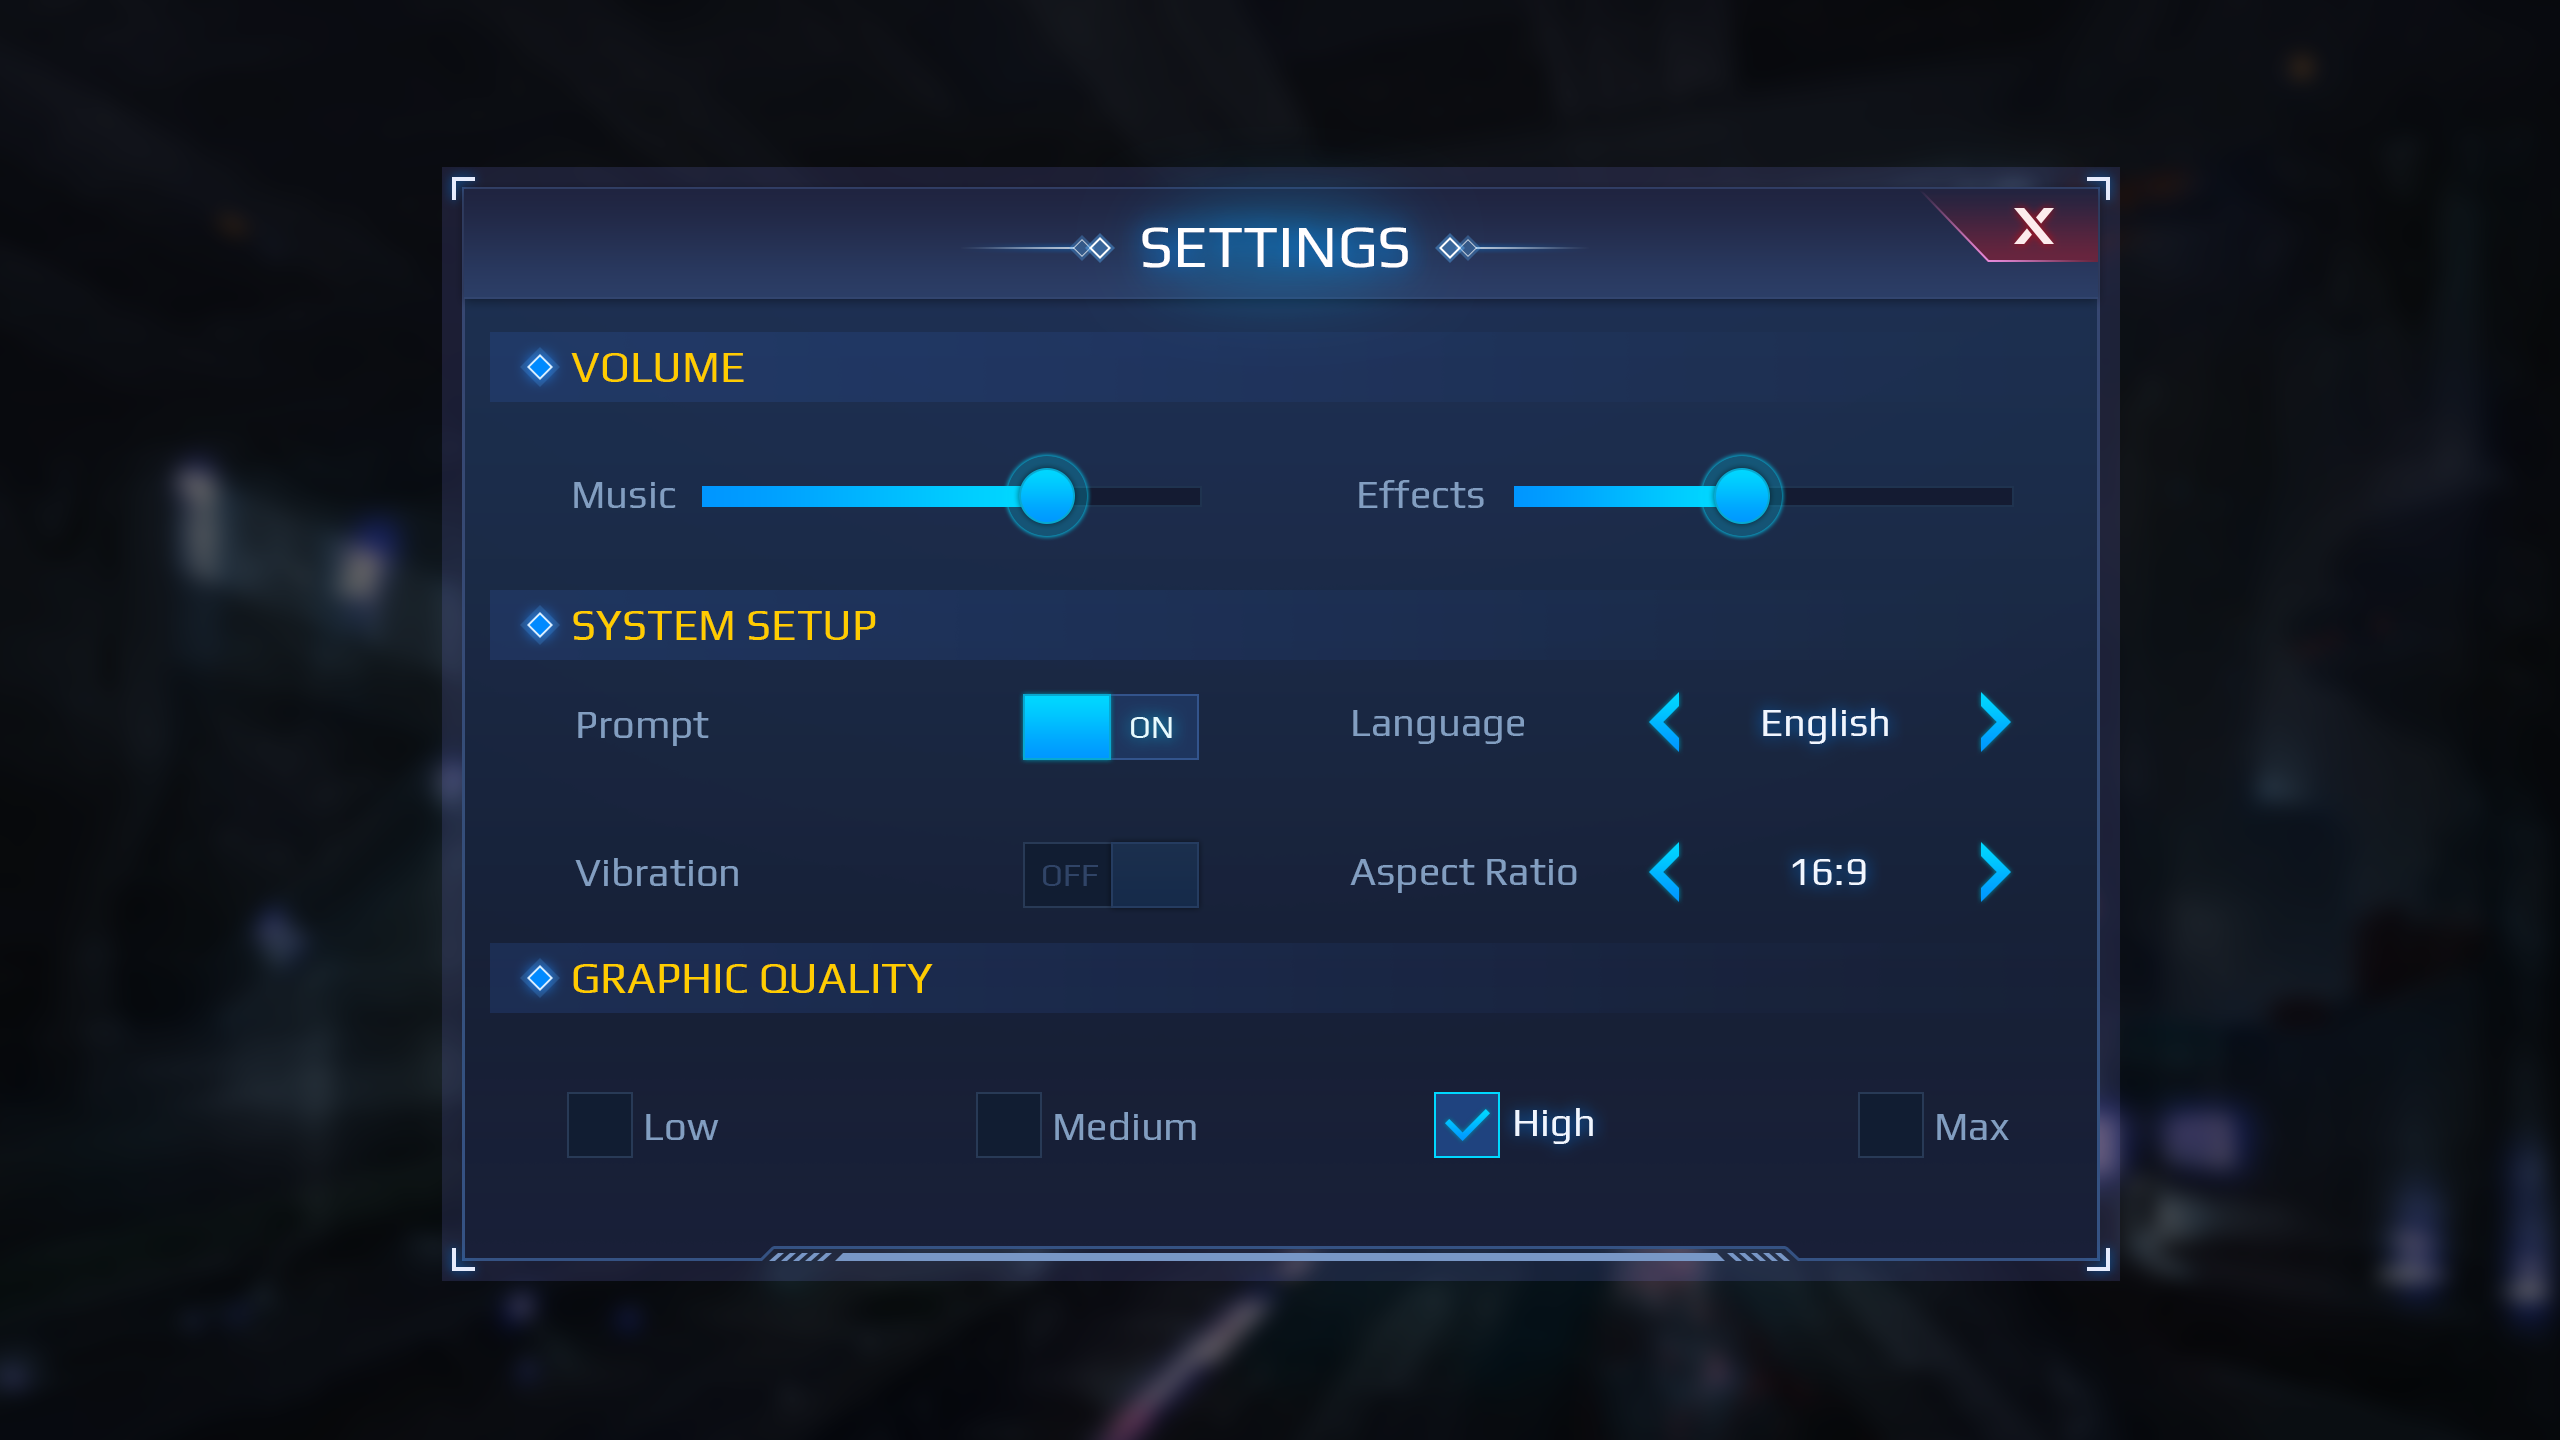 SETTINGS
X
VOLUME
Music
Effects
SYSTEM SETUP
Prompt ON
Language English
Vibration OFF
Aspect Ratio 16:9
GRAPHIC QUALITY
Low Medium High Max